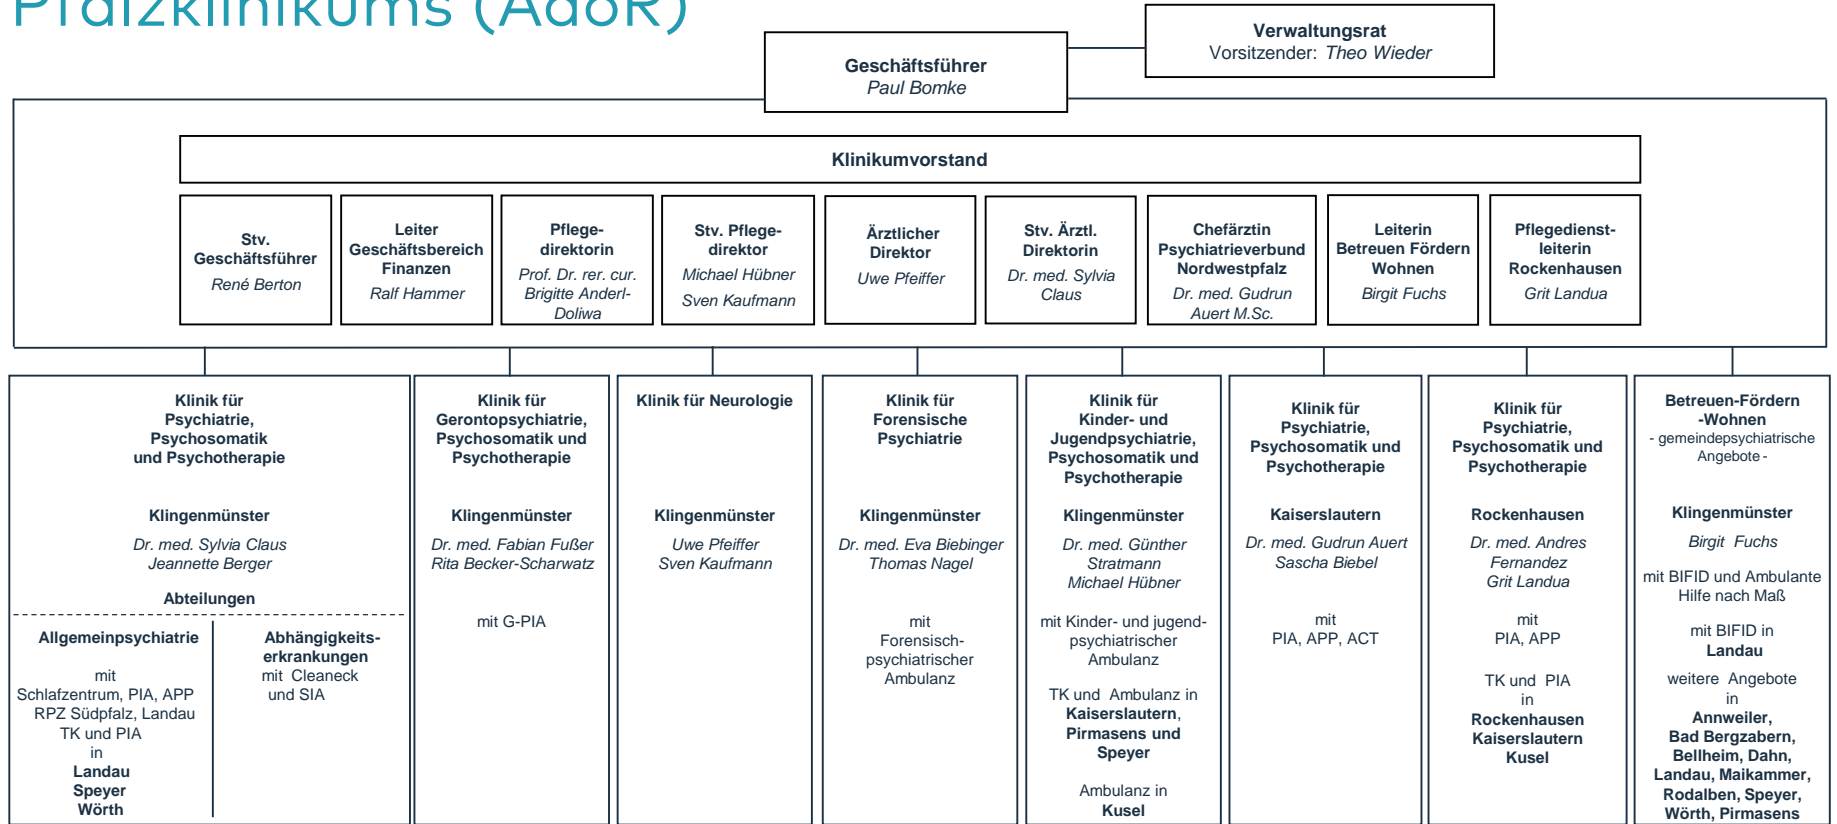 Pfalzklinikums (AdöR)
Verwaltungsrat
Vorsitzender: Theo Wieder
Geschäftsführer
Paul Bomke
Klinikumvorstand
Stv.
Geschäftsführer
René Berton
Leiter
Geschäftsbereich
Finanzen
Ralf Hammer
Pflege-
direktorin
Prof. Dr. rer. cur.
Brigitte Anderl-
Doliwa
Stv. Pflege-
direktor
Michael Hübner
Sven Kaufmann
Ärztlicher
Direktor
Uwe Pfeiffer
Stv. Ärztl.
Direktorin
Dr. med. Sylvia
Claus
Chefärztin
Psychiatrieverbund
Nordwestpfalz
Dr. med. Gudrun
Auert M.Sc.
Leiterin
Betreuen Fördern
Wohnen
Birgit Fuchs
Pflegedienst-
leiterin
Rockenhausen
Grit Landua
Klinik für
Psychiatrie,
Psychosomatik
und Psychotherapie
Klingenmünster
Dr. med. Sylvia Claus
Jeannette Berger
Abteilungen
Allgemeinpsychiatrie
mit
Schlafzentrum, PIA, APP
RPZ Südpfalz, Landau
TK und PIA
in
Landau
Speyer
Wörth
Abhängigkeits-
erkrankungen
mit Cleaneck
und SIA
Klinik für
Gerontopsychiatrie,
Psychosomatik und
Psychotherapie
Klingenmünster
Dr. med. Fabian Fußer
Rita Becker-Scharwatz
mit G-PIA
Klinik für Neurologie
Klingenmünster
Uwe Pfeiffer
Sven Kaufmann
Klinik für
Forensische
Psychiatrie
Klingenmünster
Dr. med. Eva Biebinger
Thomas Nagel
mit
Forensisch-
psychiatrischer
Ambulanz
Klinik für
Kinder- und
Jugendpsychiatrie,
Psychosomatik und
Psychotherapie
Klingenmünster
Dr. med. Günther
Stratmann
Michael Hübner
mit Kinder- und jugend-
psychiatrischer
Ambulanz
TK und Ambulanz in
Kaiserslautern,
Pirmasens und
Speyer
Ambulanz in
Kusel
Klinik für
Psychiatrie,
Psychosomatik und
Psychotherapie
Kaiserslautern
Dr. med. Gudrun Auert
Sascha Biebel
mit
PIA, APP, ACT
Klinik für
Psychiatrie,
Psychosomatik und
Psychotherapie
Rockenhausen
Dr. med. Andres
Fernandez
Grit Landua
mit
PIA, APP
TK und PIA
in
Rockenhausen
Kaiserslautern
Kusel
Betreuen-Fördern
-Wohnen
- gemeindepsychiatrische
Angebote -
Klingenmünster
Birgit Fuchs
mit BIFID und Ambulante
Hilfe nach Maß
mit BIFID in
Landau
weitere Angebote
in
Annweiler,
Bad Bergzabern,
Bellheim, Dahn,
Landau, Maikammer,
Rodalben, Speyer,
Wörth, Pirmasens